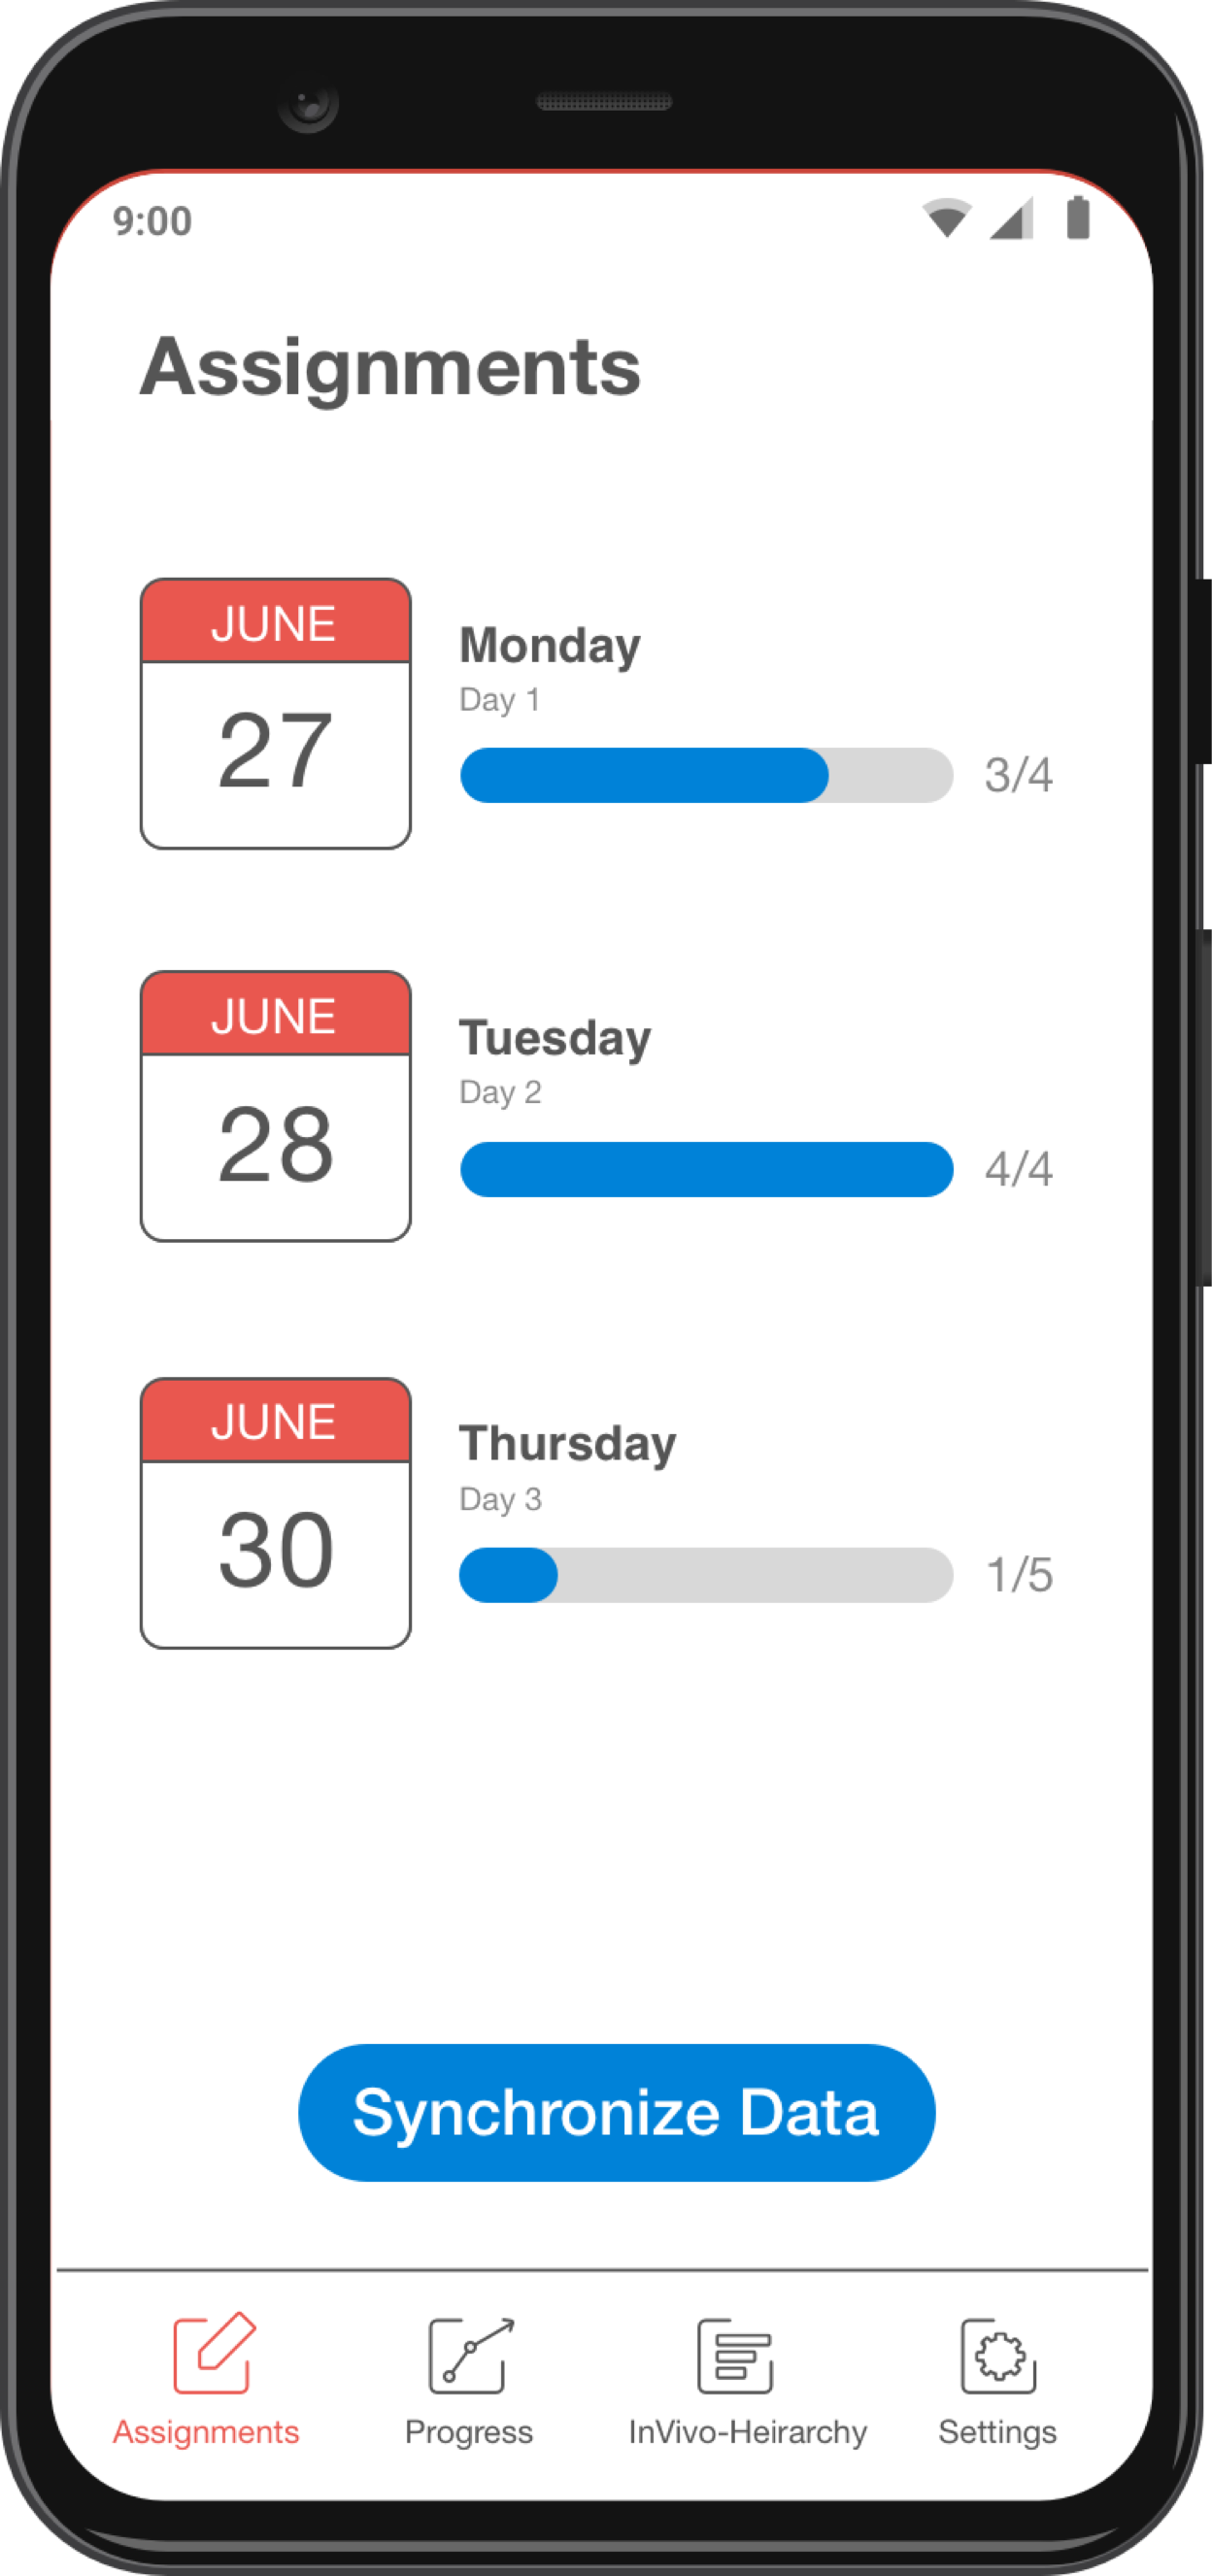 9:00
Assignments
JUNE
27
Monday
Day 1
3/4
JUNE
28
Tuesday
Day 2
4/4
JUNE
30
Thursday
Day 3
1/5
Synchronize Data
Assignments
Progress
InVivo-Heirarchy
Settings